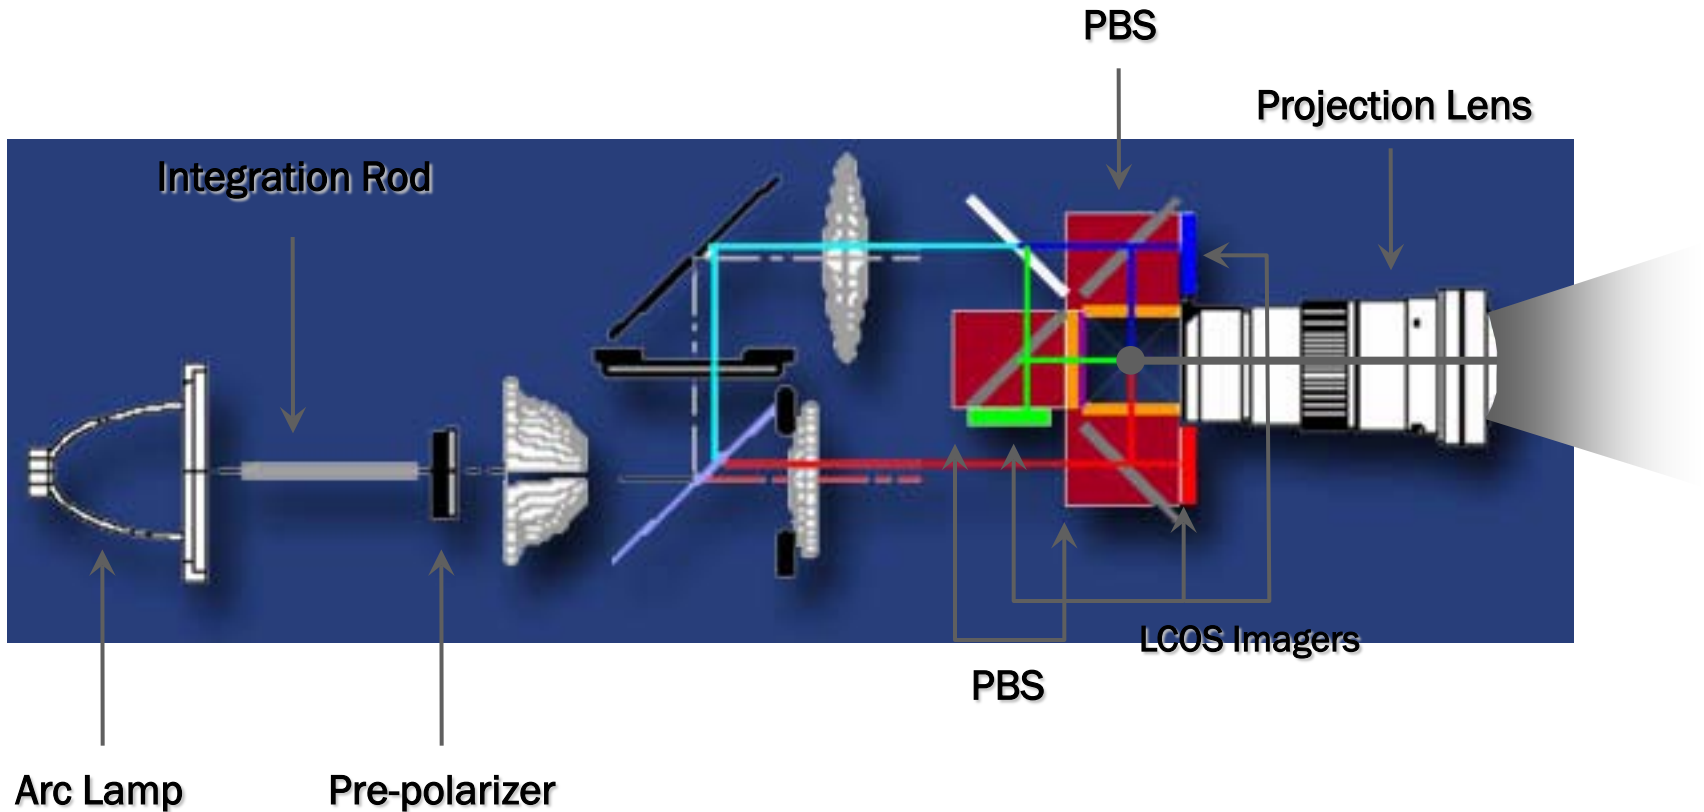 PBS
Projection Lens
Integration Rod
LCOS Imagers
PBS
Arc Lamp
Pre-polarizer